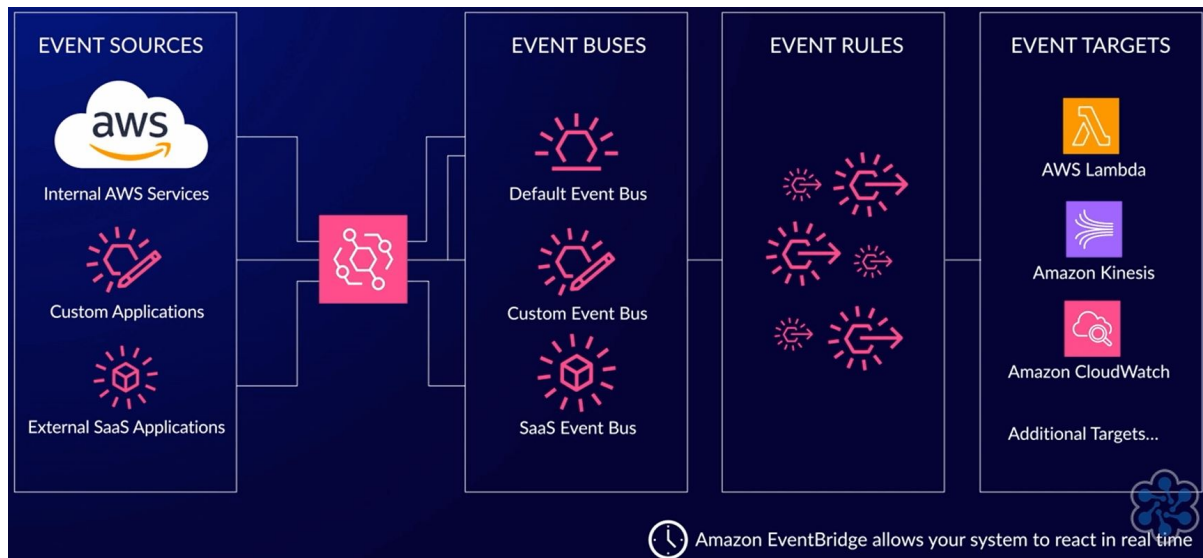 EVENT SOURCES
aws
Internal AWS Services
Custom Applications
External SaaS Applications
EVENT BUSES
Default Event Bus
Custom Event Bus
SaaS Event Bus
EVENT RULES
EVENT TARGETS
AWS Lambda
Amazon Kinesis
Amazon CloudWatch
Additional Targets...
Amazon EventBridge allows your system to react in real time